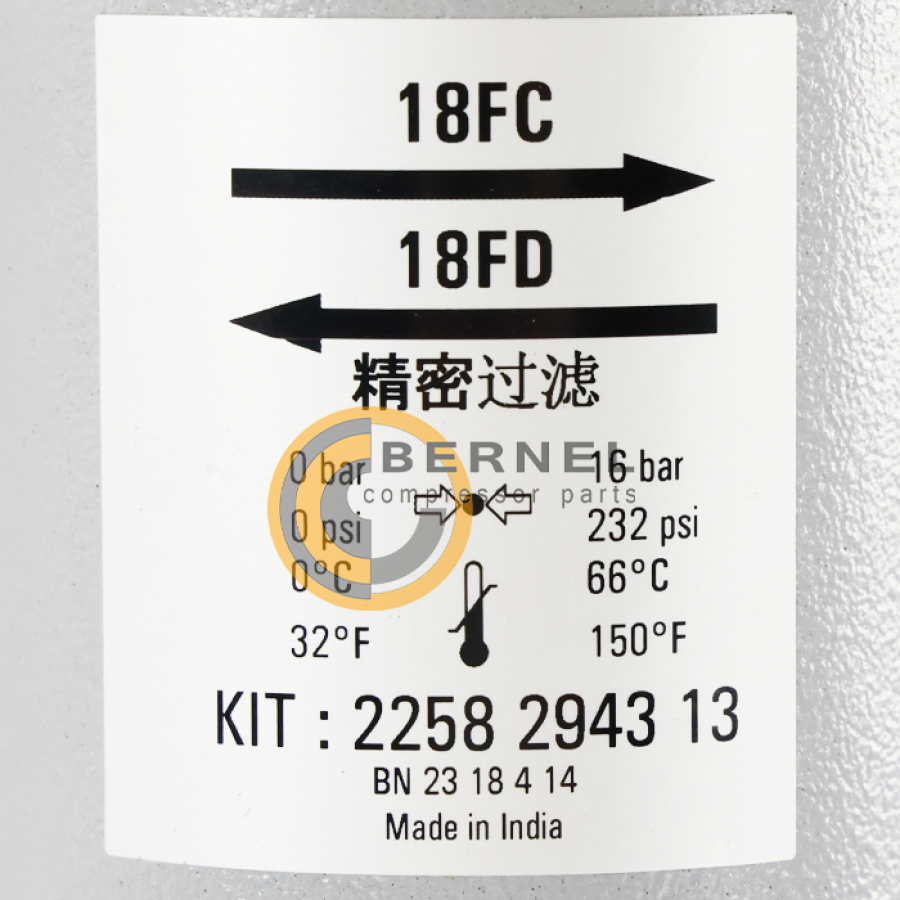 18FC
18FD
精密过滤
BERNEL
compressor parts
0 bar 16 bar
0 psi 232 psi
0°C 66°C
32°F 150°F
KIT : 2258 2943 13
BN 23 18 4 14
Made in India